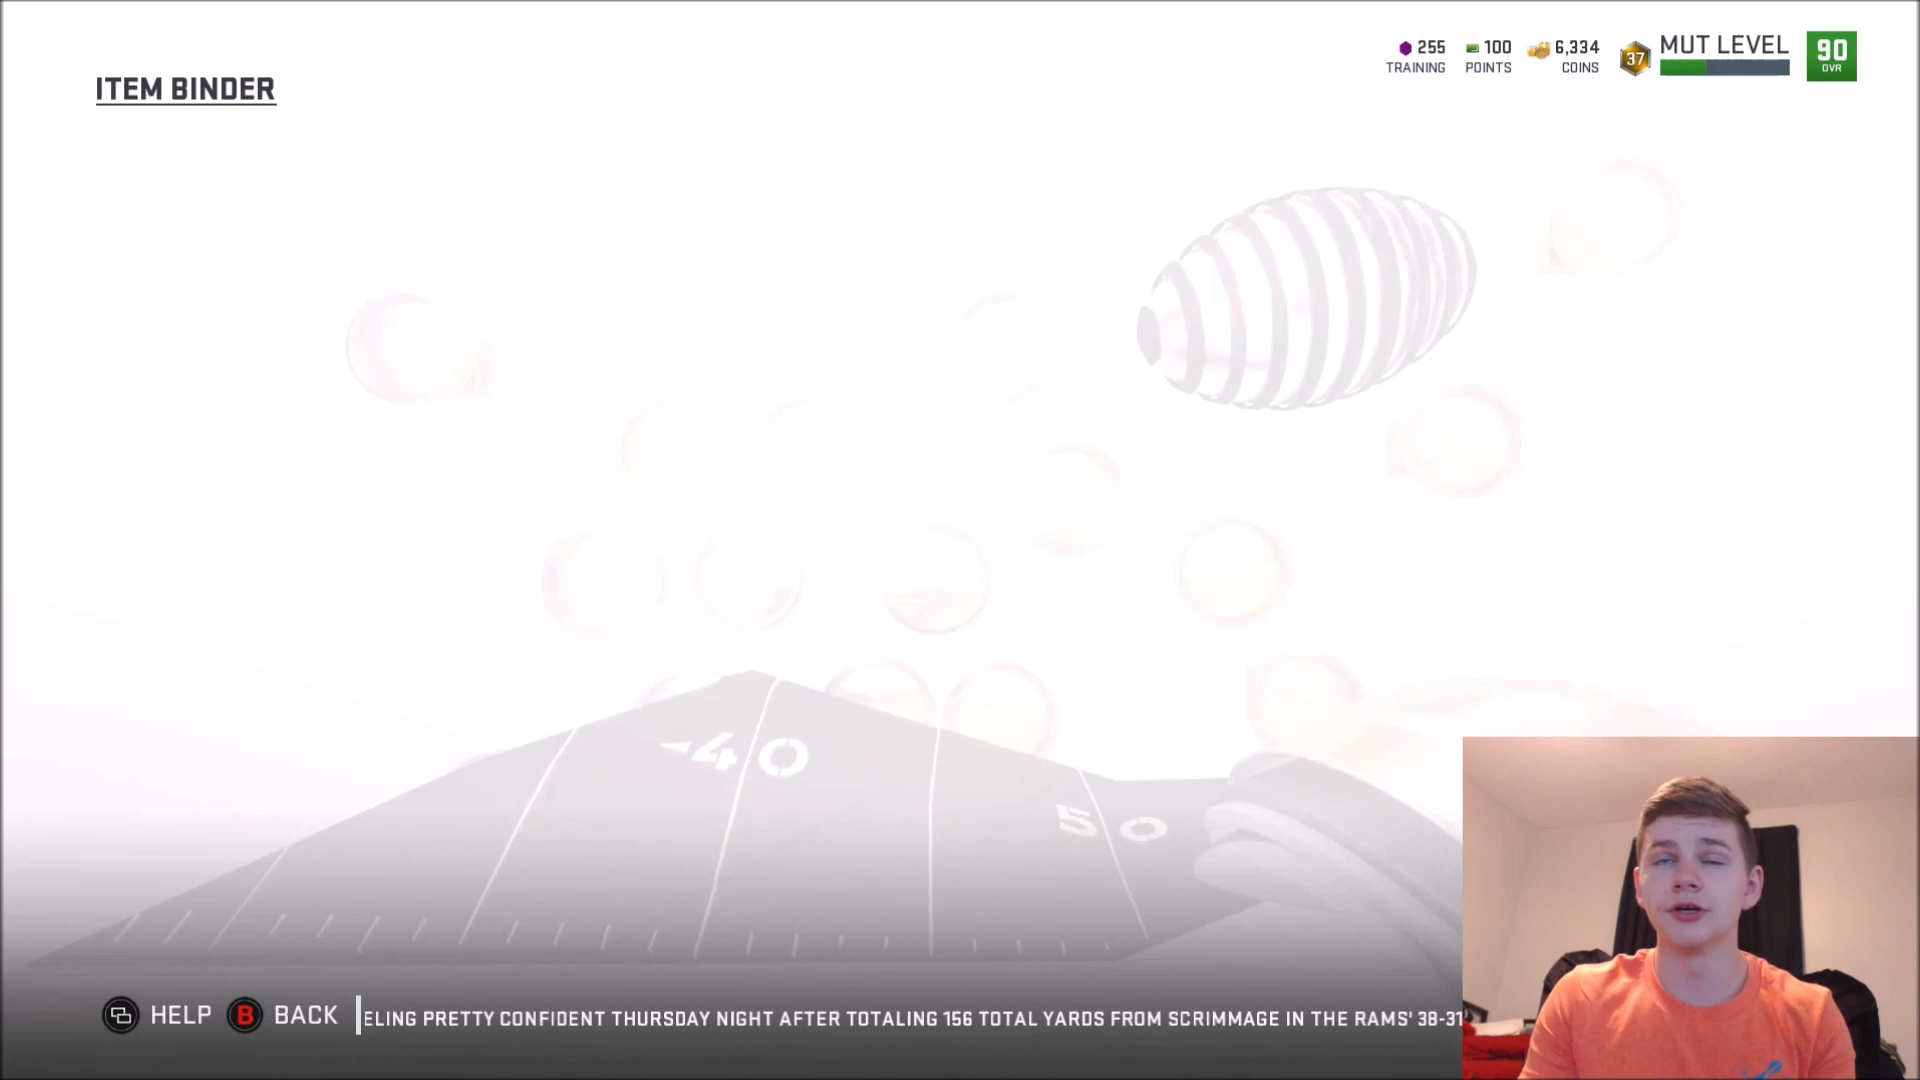 255
TRAINING
100
POINTS
6,334
COINS
37
MUT LEVEL
90
OVR
ITEM BINDER
40
50
HELP
B
BACK
ELING PRETTY CONFIDENT THURSDAY NIGHT AFTER TOTALING 156 TOTAL YARDS FROM SCRIMMAGE IN THE RAMS' 38-31